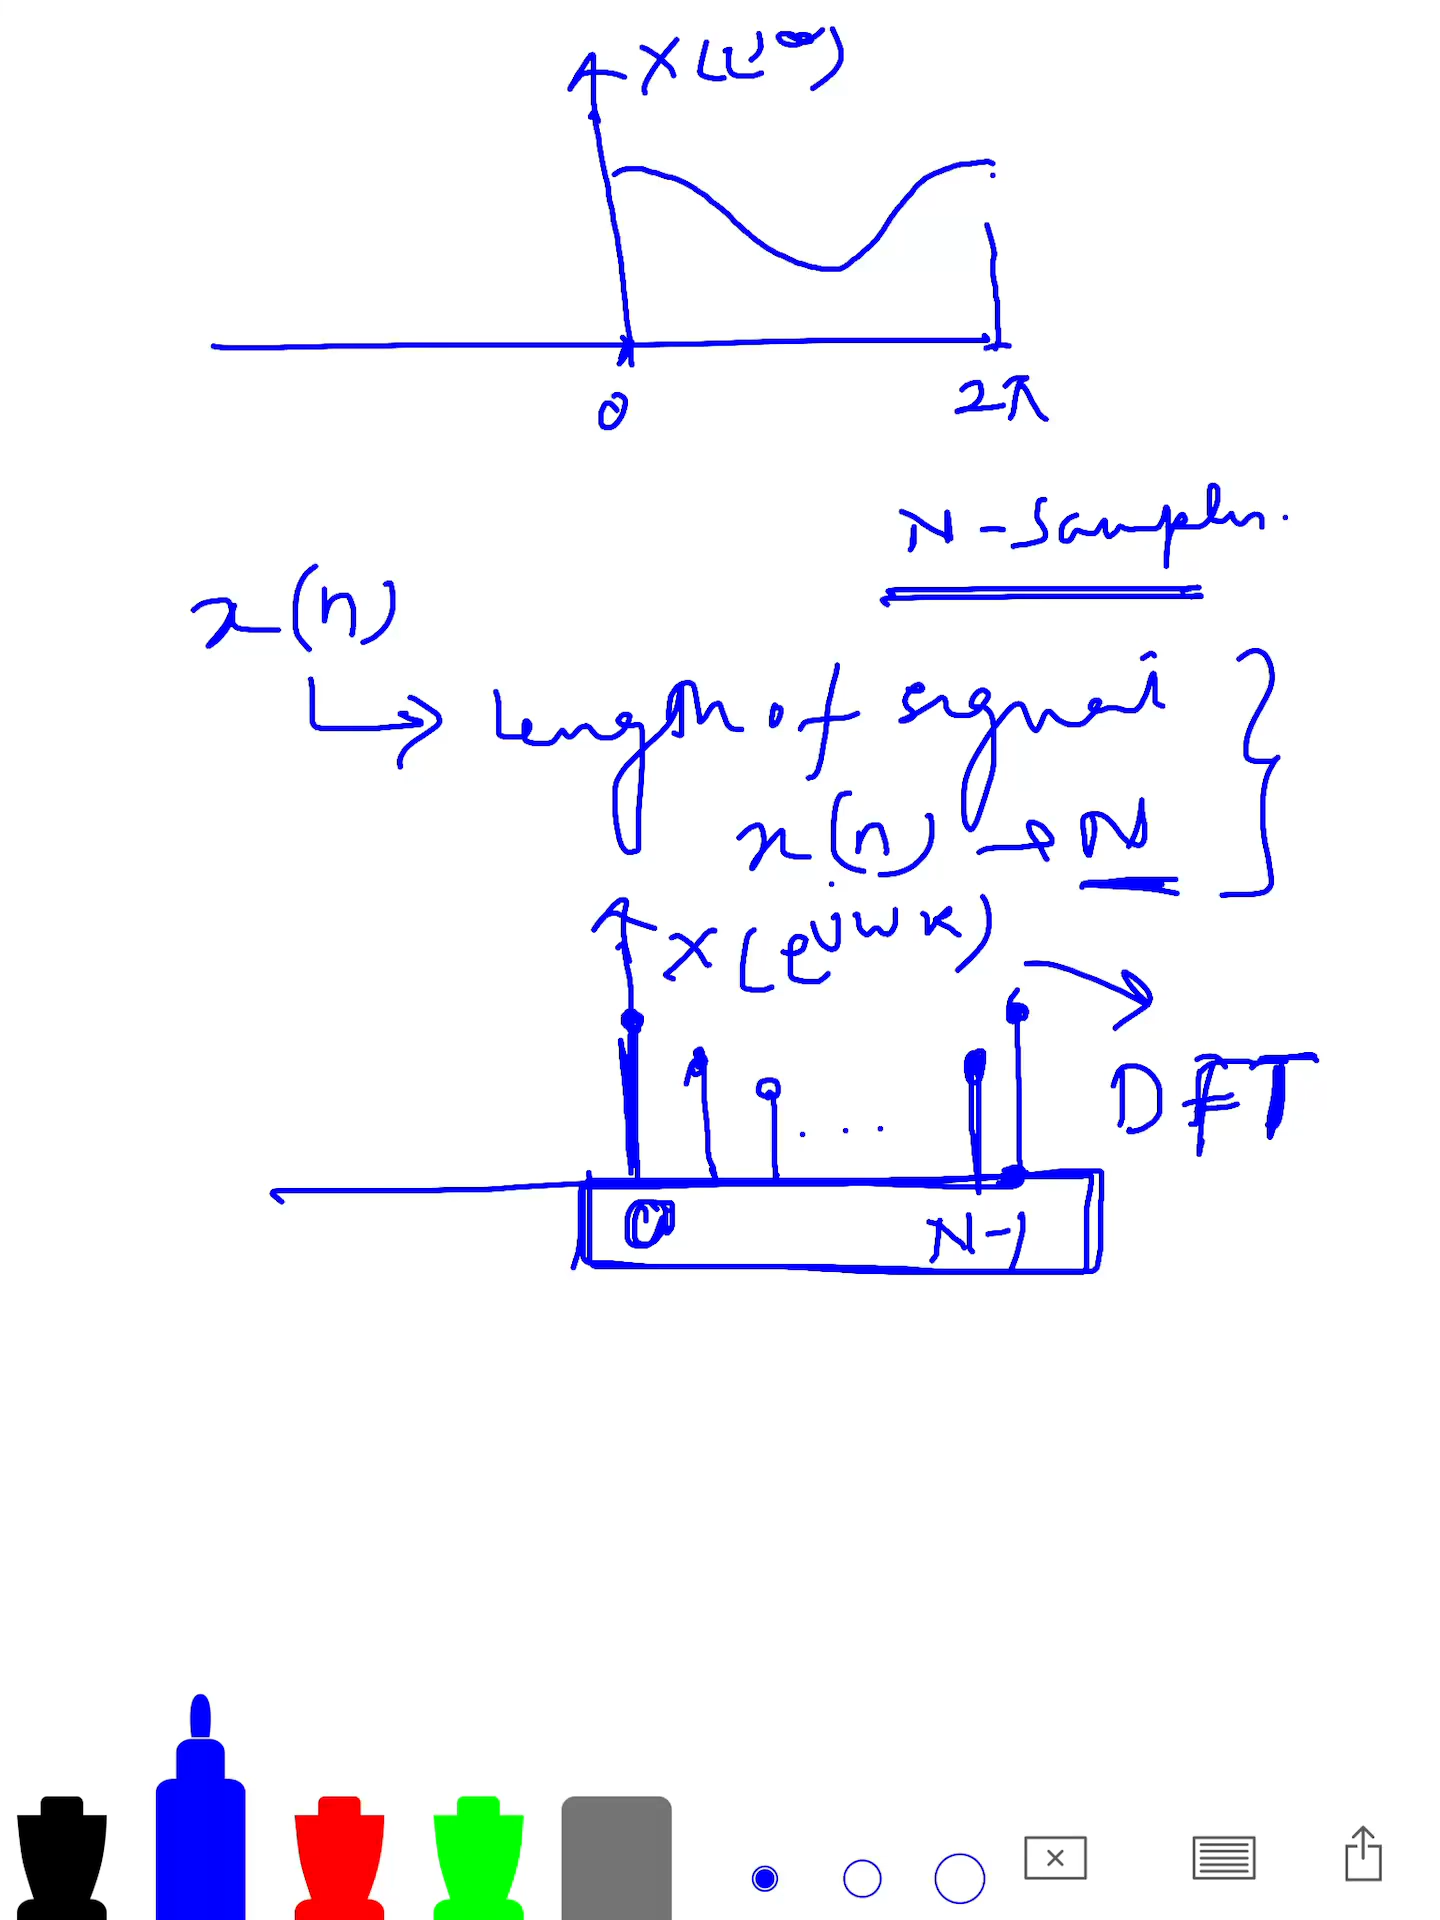 X(e^jω)
0 2π
N - Samples.
x(n)
Length of signal
x(n) → N
X(e^jωk)
DFT
0 N-1